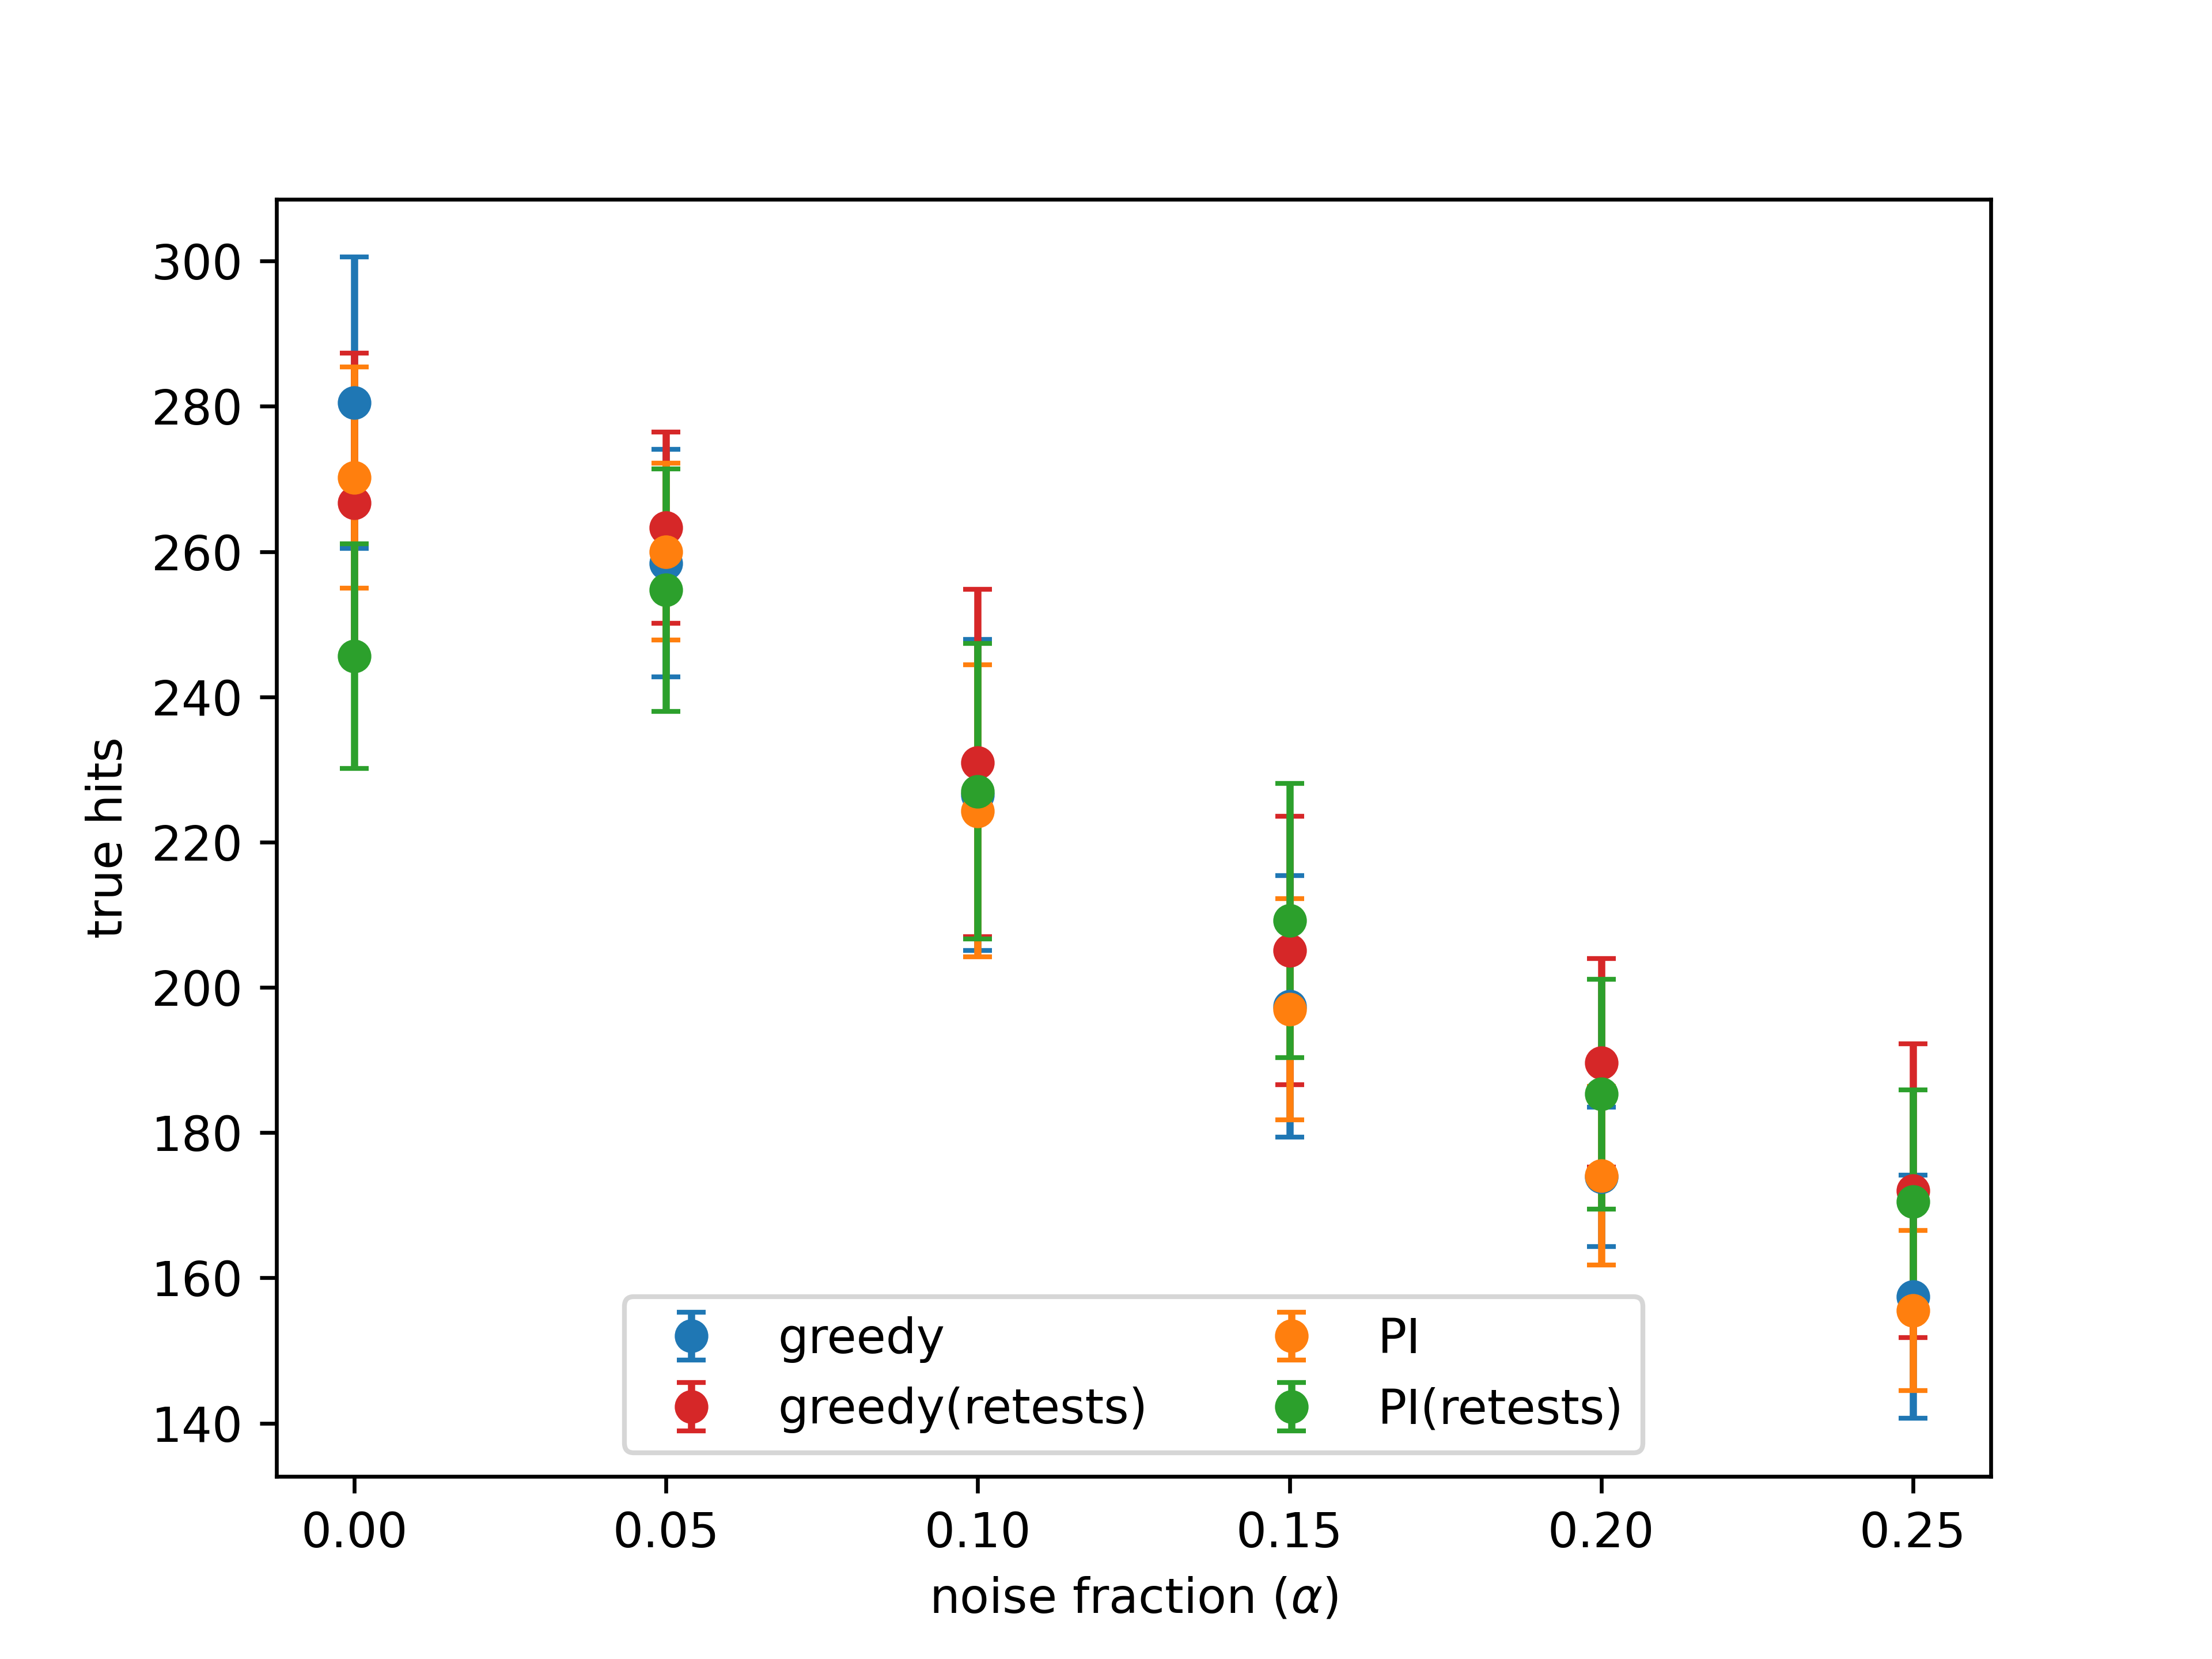 300
280
260
240
220
200
180
160
140
true hits
greedy
PI
greedy(retests)
PI(retests)
0.00 0.05 0.10 0.15 0.20 0.25
noise fraction (α)